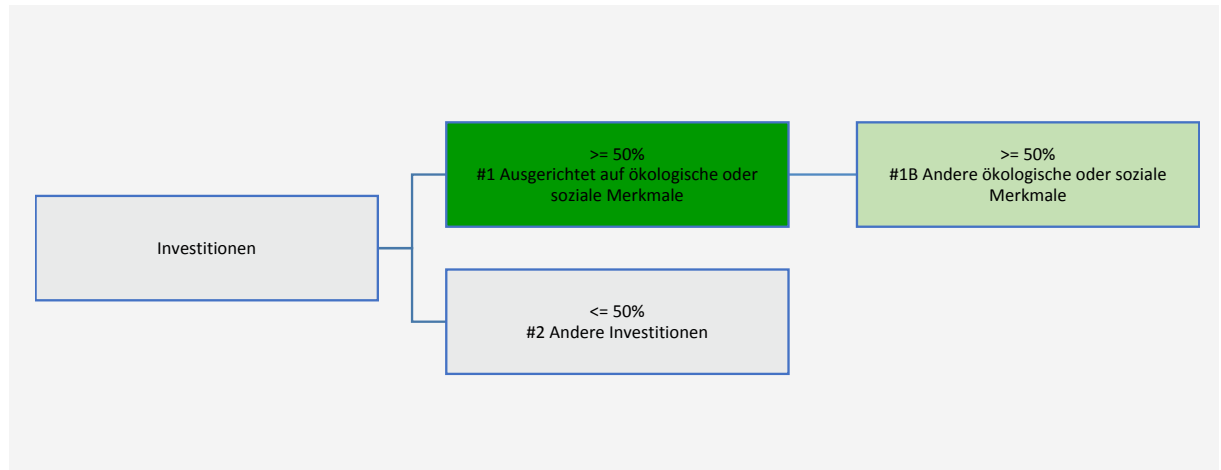 Investitionen
>= 50%
#1 Ausgerichtet auf ökologische oder
soziale Merkmale
>= 50%
#1B Andere ökologische oder soziale
Merkmale
<= 50%
#2 Andere Investitionen